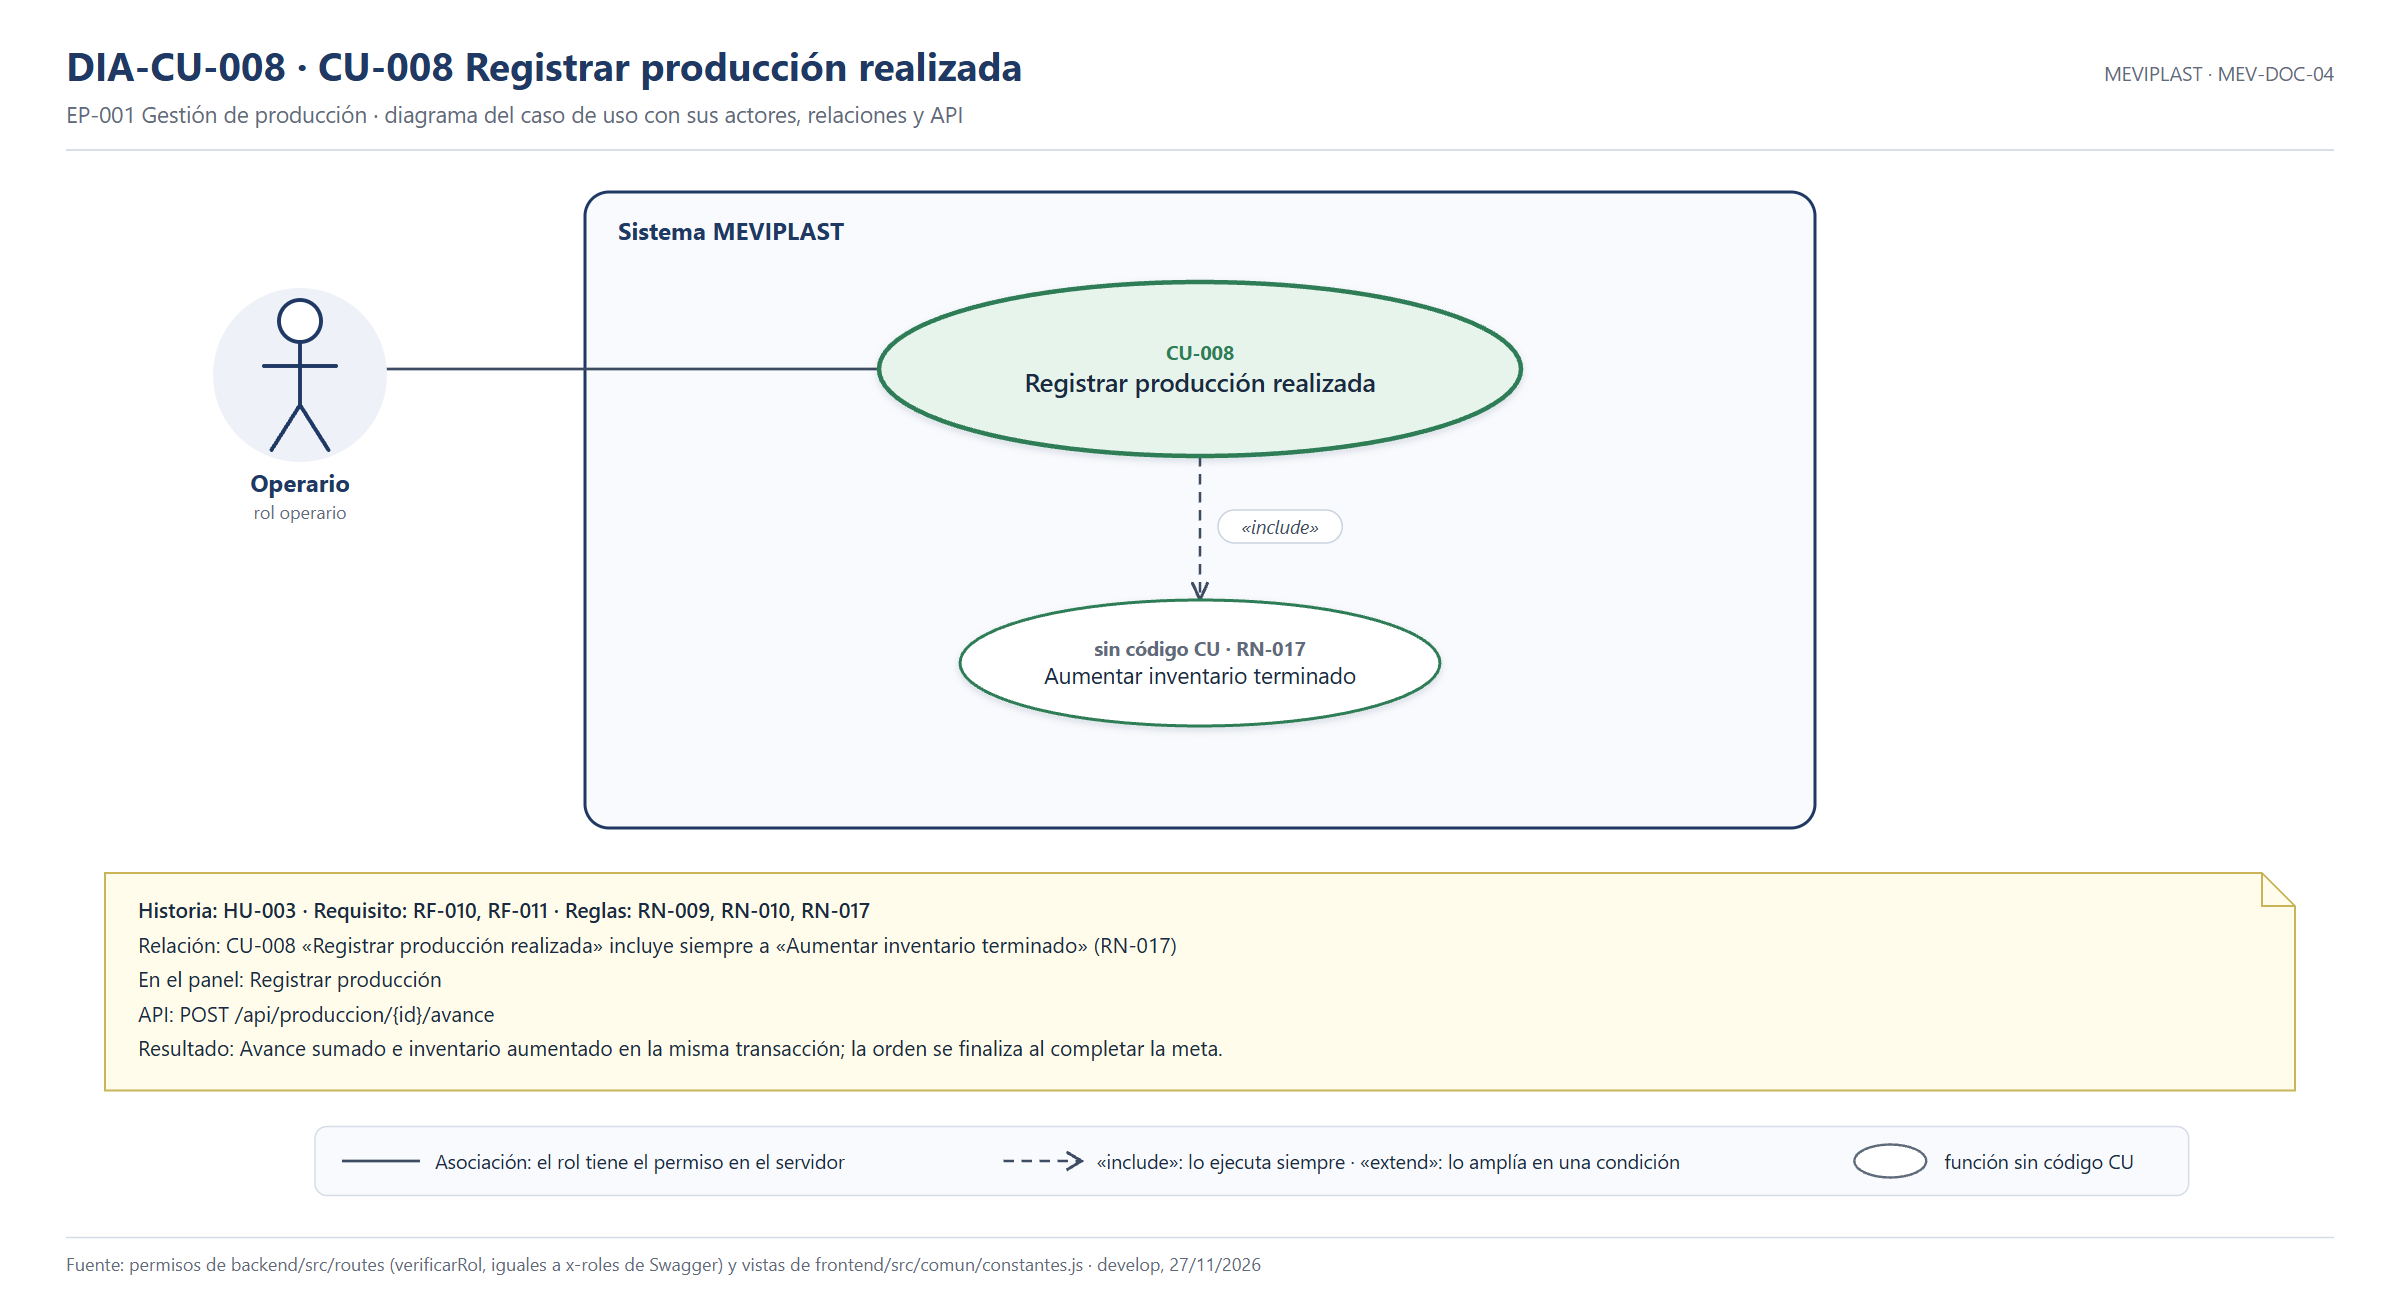 DIA-CU-008 · CU-008 Registrar producción realizada
MEVIPLAST · MEV-DOC-04
EP-001 Gestión de producción · diagrama del caso de uso con sus actores, relaciones y API
Sistema MEVIPLAST
CU-008
Registrar producción realizada
Operario
rol operario
«include»
sin código CU · RN-017
Aumentar inventario terminado
Historia: HU-003 · Requisito: RF-010, RF-011 · Reglas: RN-009, RN-010, RN-017
Relación: CU-008 «Registrar producción realizada» incluye siempre a «Aumentar inventario terminado» (RN-017)
En el panel: Registrar producción
API: POST /api/produccion/{id}/avance
Resultado: Avance sumado e inventario aumentado en la misma transacción; la orden se finaliza al completar la meta.
Asociación: el rol tiene el permiso en el servidor
«include»: lo ejecuta siempre · «extend»: lo amplía en una condición
función sin código CU
Fuente: permisos de backend/src/routes (verificarRol, iguales a x-roles de Swagger) y vistas de frontend/src/comun/constantes.js · develop, 27/11/2026